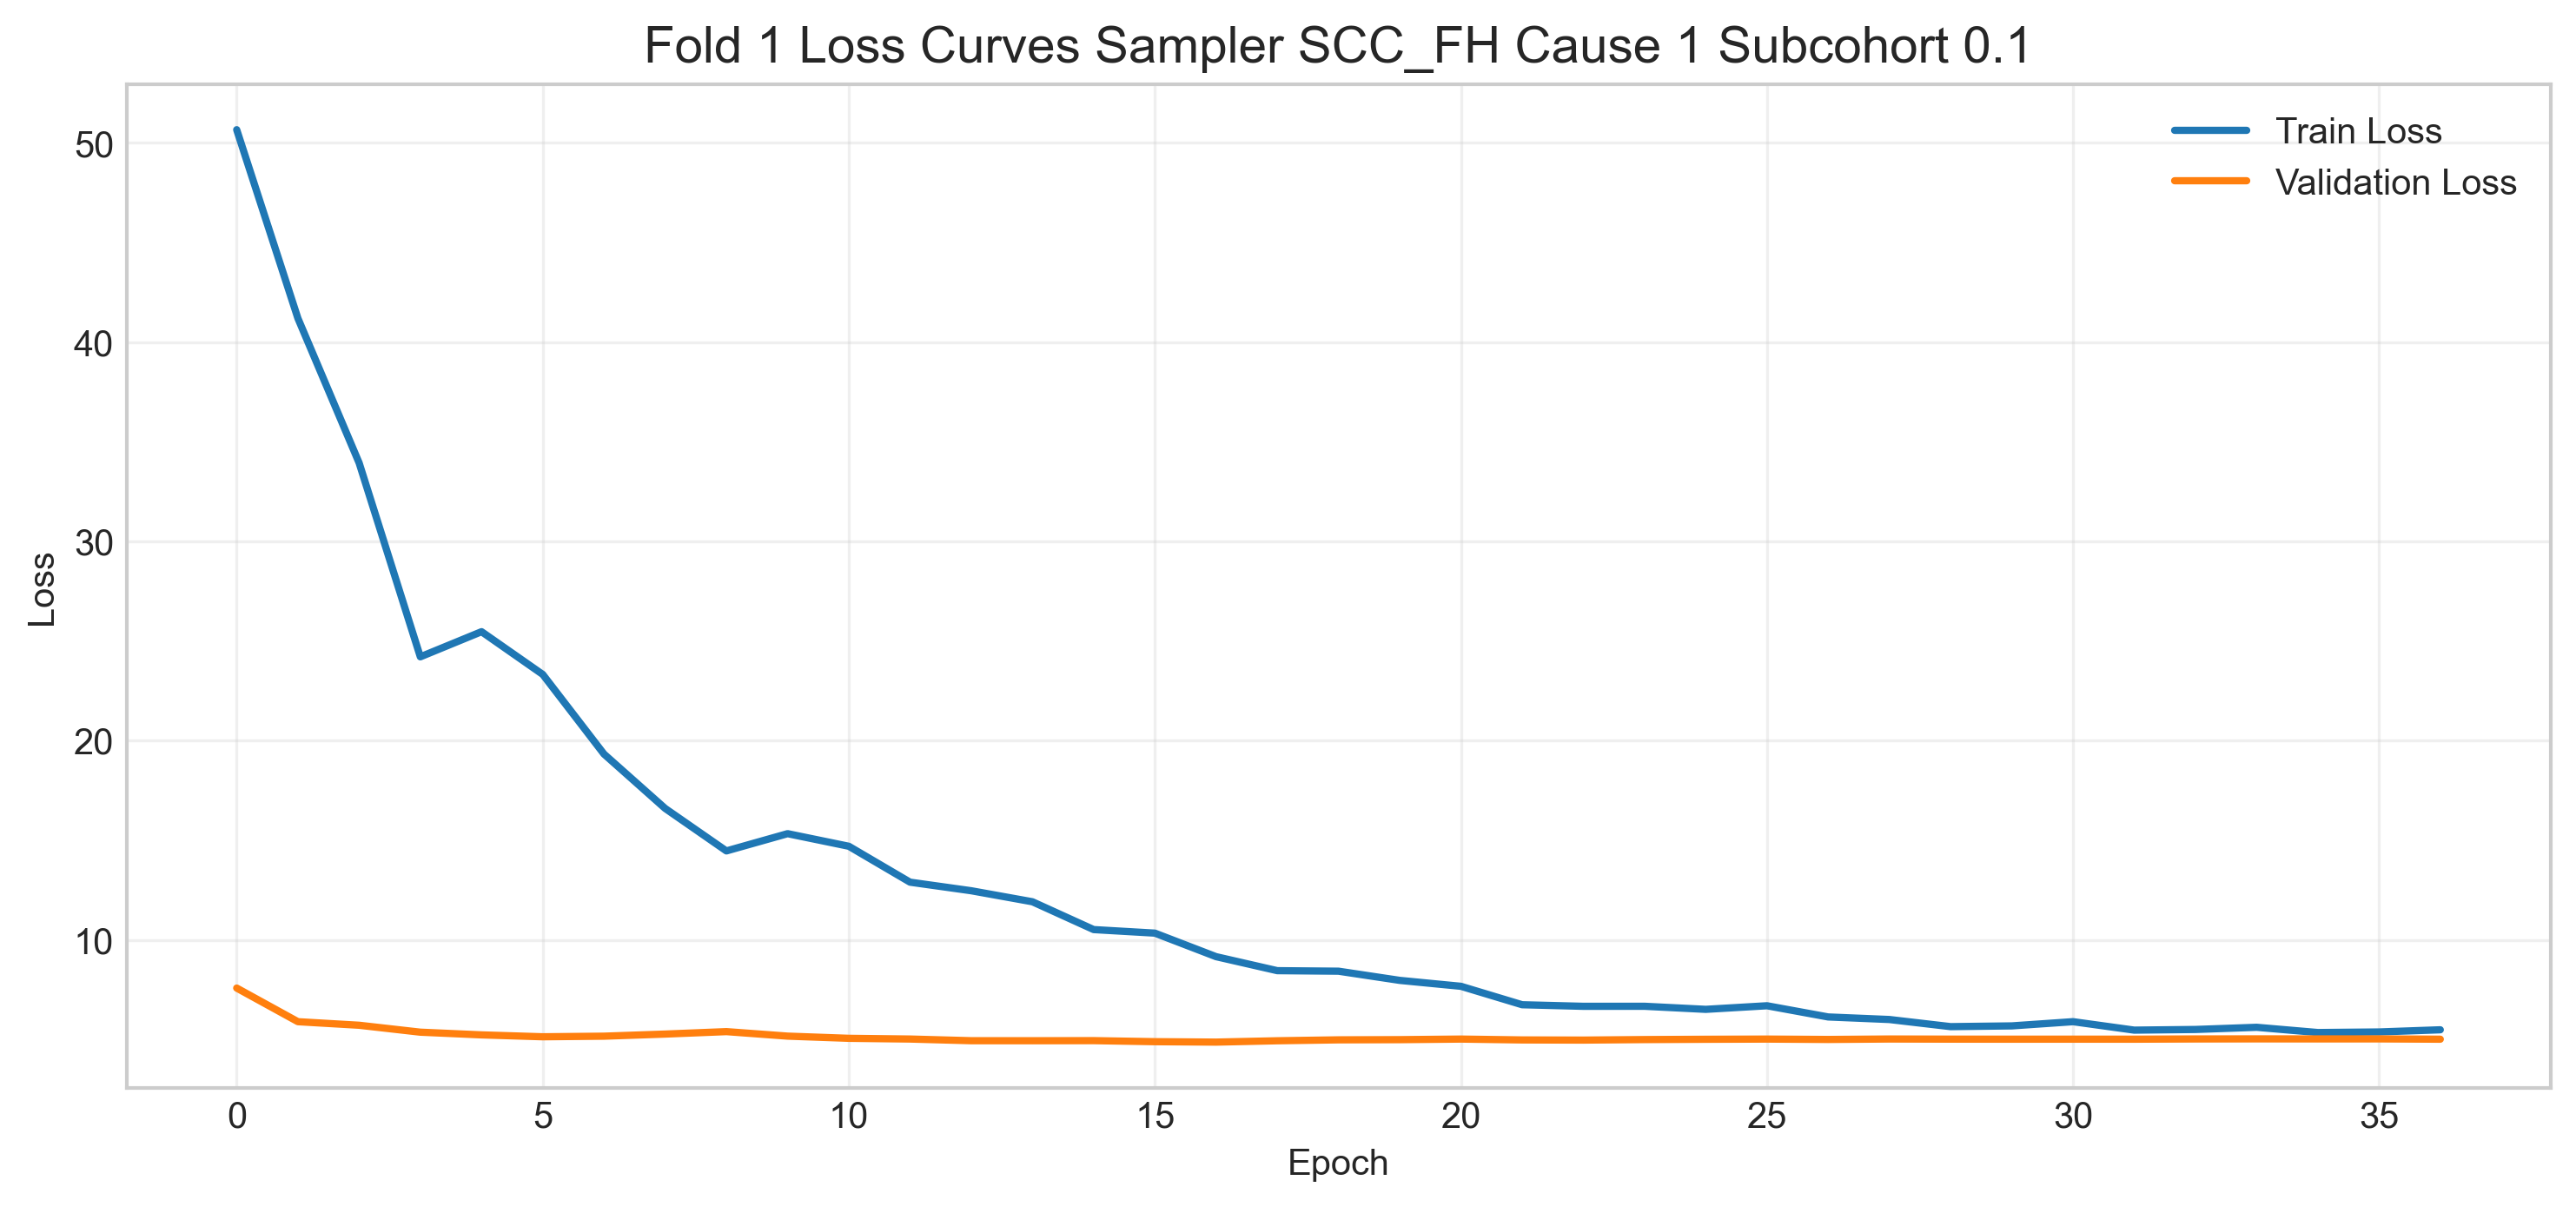 Fold 1 Loss Curves Sampler SCC_FH Cause 1 Subcohort 0.1
Train Loss
Validation Loss
50
40
30
20
10
Loss
0 5 10 15 20 25 30 35
Epoch